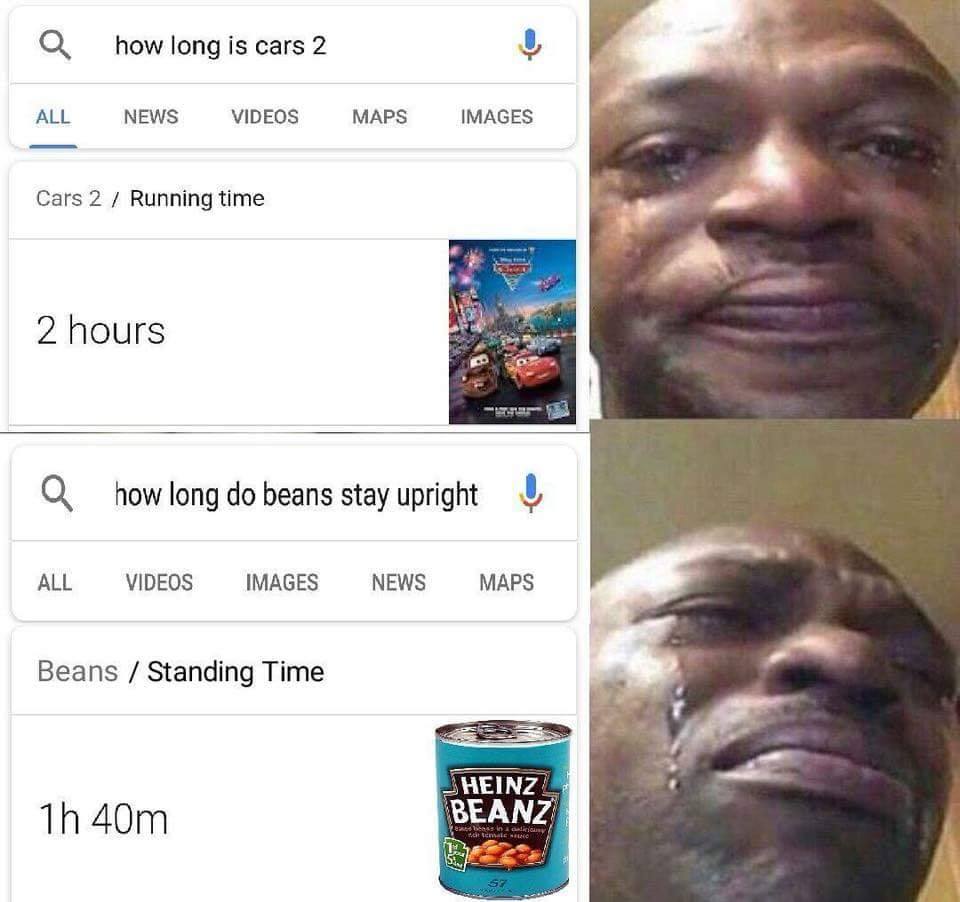 how long is cars 2
ALL NEWS VIDEOS MAPS IMAGES
Cars 2 / Running time
2 hours
how long do beans stay upright
ALL VIDEOS IMAGES NEWS MAPS
Beans / Standing Time
1h 40m
HEINZ
BEANZ
57